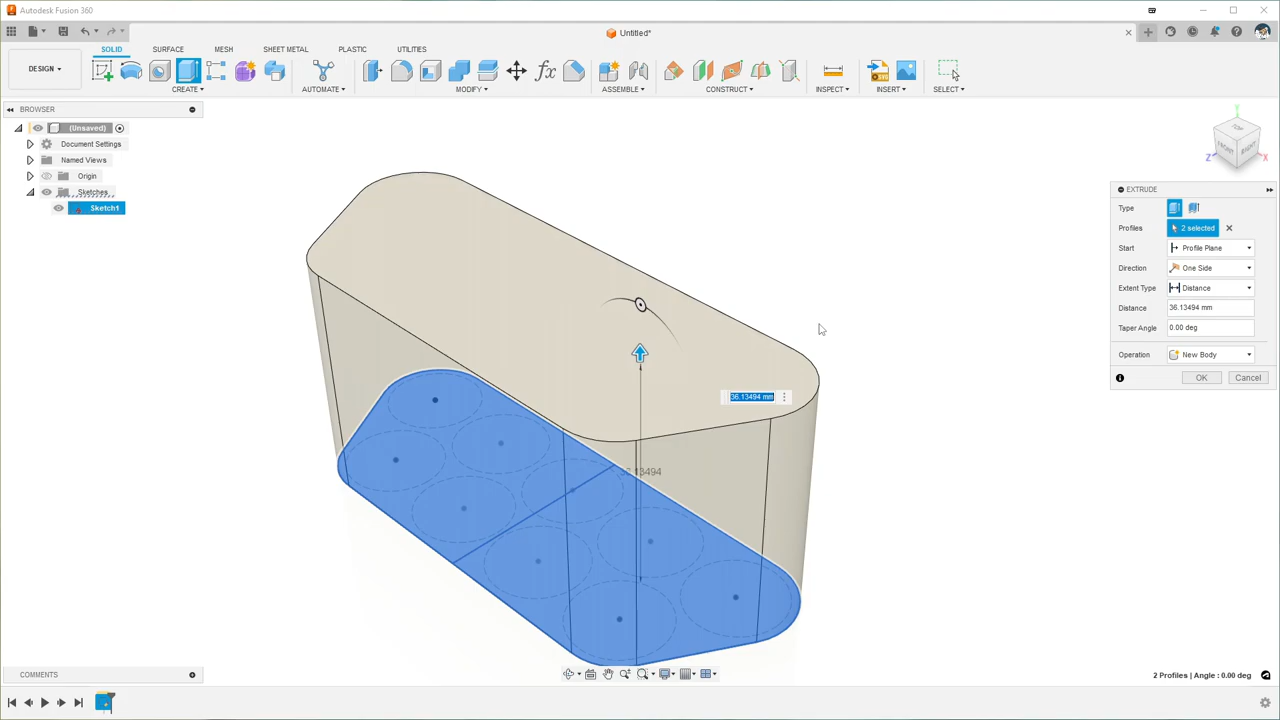 Autodesk Fusion 360
Untitled*
SOLID SURFACE MESH SHEET METAL PLASTIC UTILITIES
DESIGN
CREATE AUTOMATE MODIFY ASSEMBLE CONSTRUCT INSPECT INSERT SELECT
BROWSER
(Unsaved)
Document Settings
Named Views
Origin
Sketches
Sketch1
TOP
FRONT RIGHT
Z X
EXTRUDE
Type
Profiles 2 selected
Start Profile Plane
Direction One Side
Extent Type Distance
Distance 36.13494 mm
Taper Angle 0.00 deg
Operation New Body
OK Cancel
36.13494 mm
COMMENTS
2 Profiles | Angle : 0.00 deg